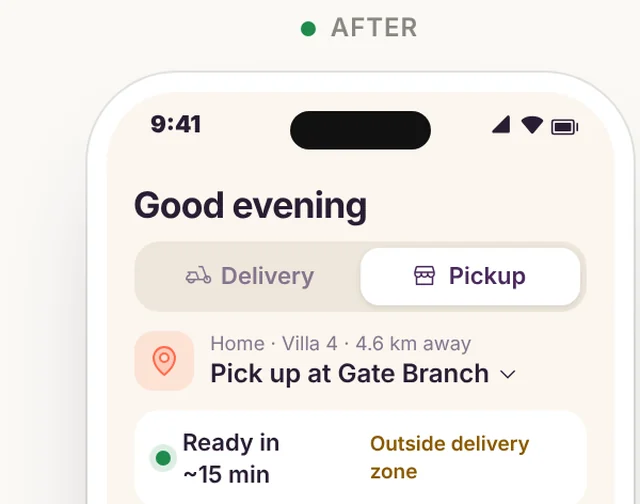 AFTER
9:41
Good evening
Delivery
Pickup
Home · Villa 4 · 4.6 km away
Pick up at Gate Branch
Ready in
~15 min
Outside delivery
zone